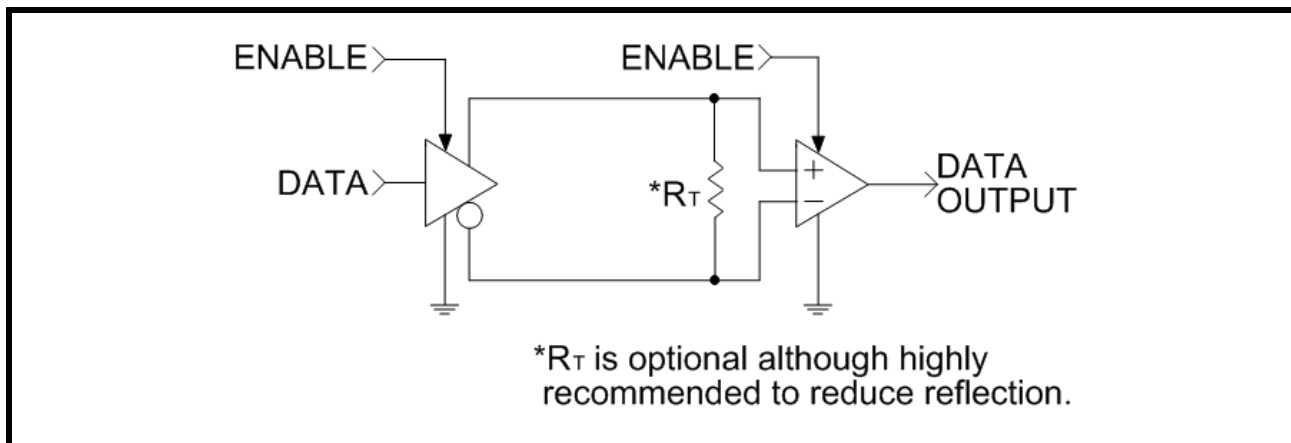 ENABLE
ENABLE
DATA
*RT
+
−
DATA
OUTPUT
*RT is optional although highly
recommended to reduce reflection.